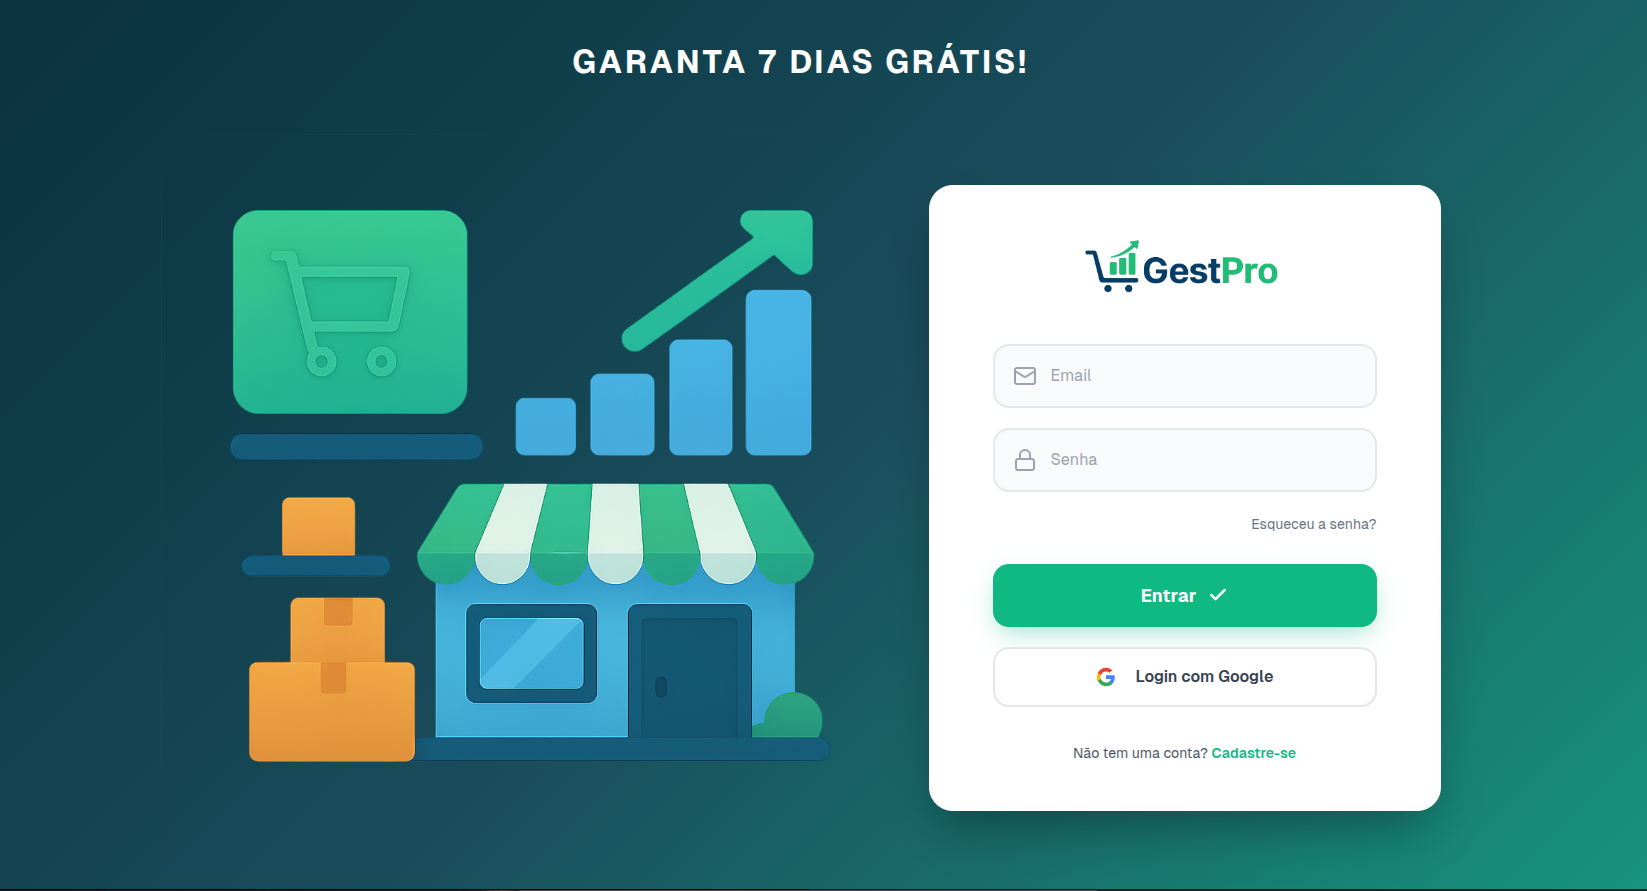 GARANTA 7 DIAS GRÁTIS!
GestPro
Email
Senha
Esqueceu a senha?
Entrar
Login com Google
Não tem uma conta? Cadastre-se